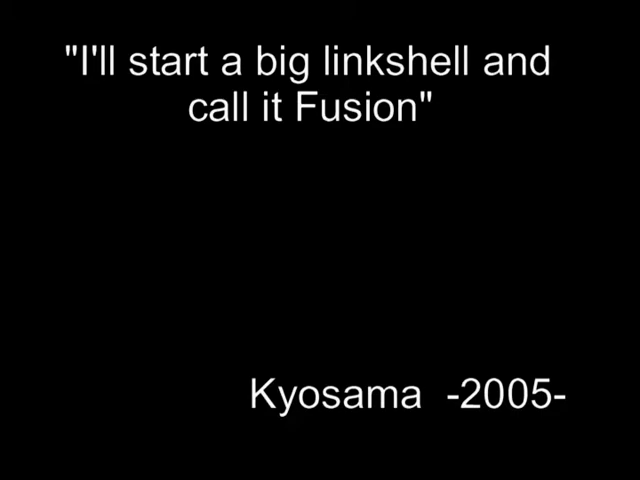 "I'll start a big linkshell and
call it Fusion"
Kyosama -2005-